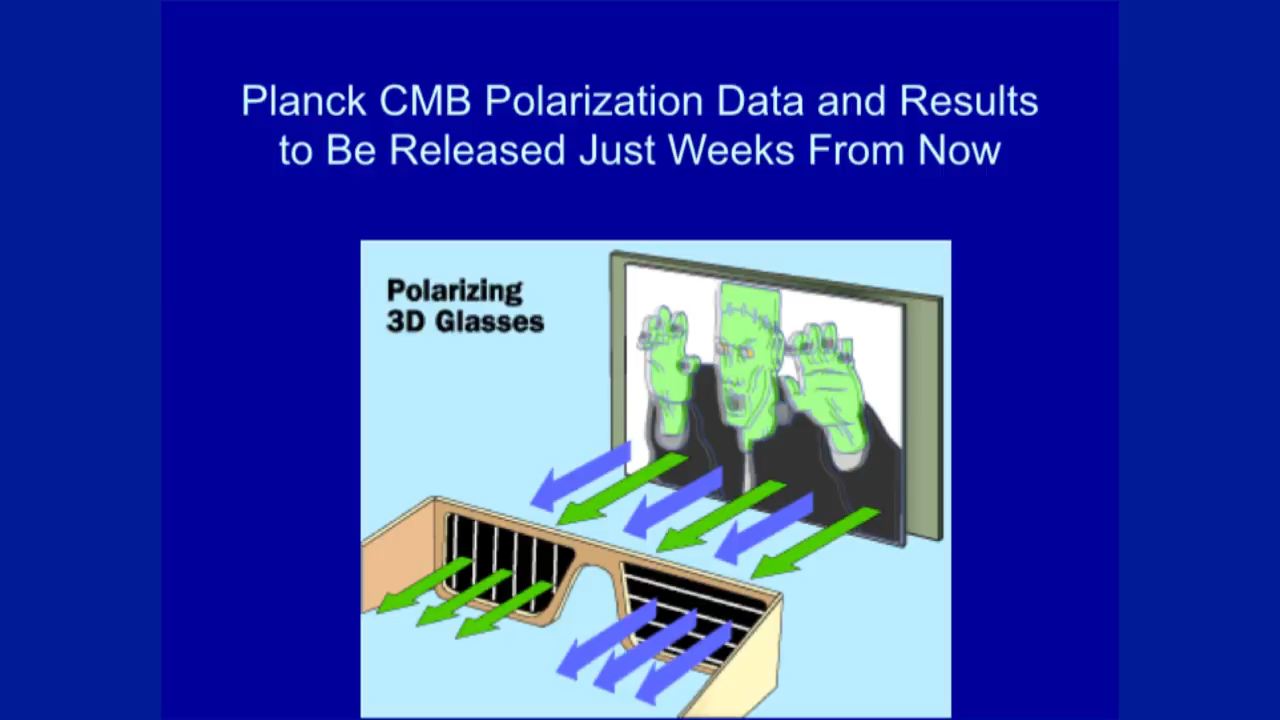 Planck CMB Polarization Data and Results
to Be Released Just Weeks From Now
Polarizing
3D Glasses